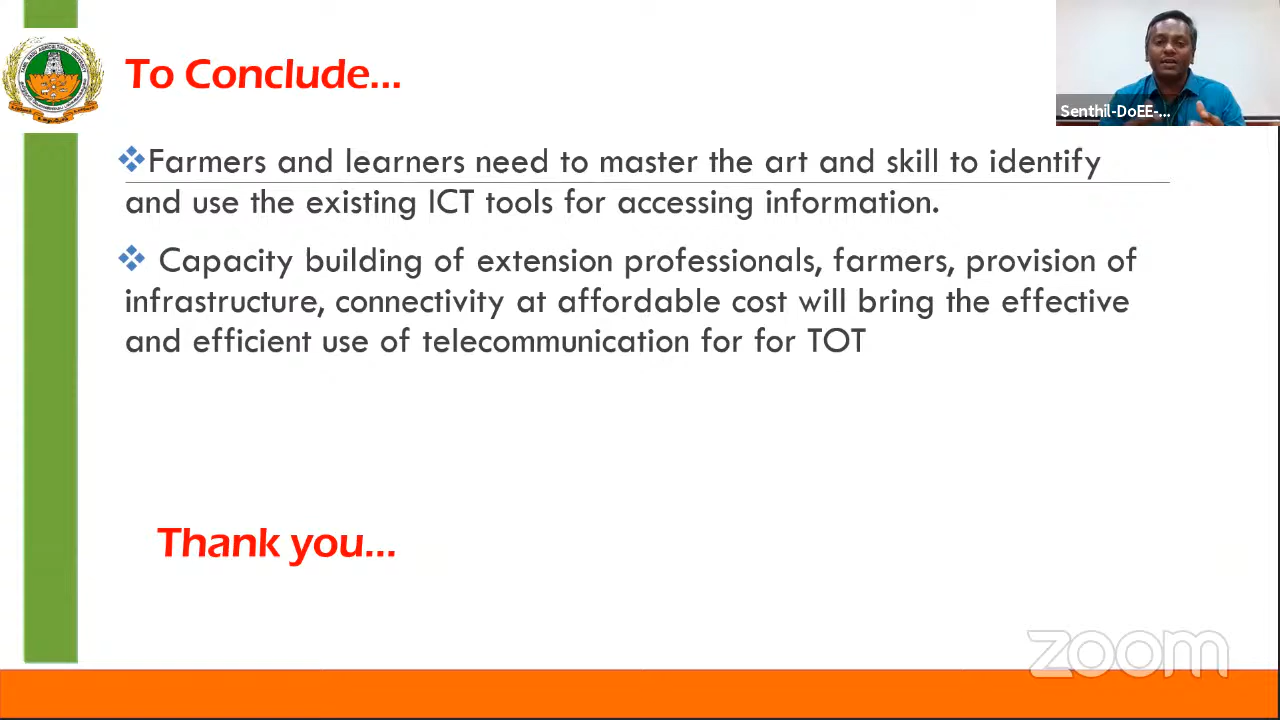 To Conclude...
Senthil-DoEE-...
❖Farmers and learners need to master the art and skill to identify
and use the existing ICT tools for accessing information.
❖ Capacity building of extension professionals, farmers, provision of
infrastructure, connectivity at affordable cost will bring the effective
and efficient use of telecommunication for for TOT
Thank you...
zoom